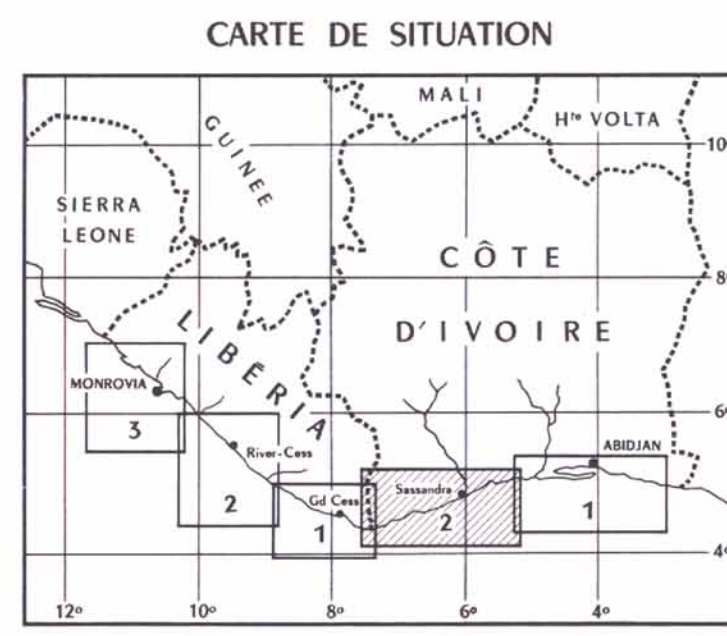 CARTE DE SITUATION
MALI
Hte VOLTA
GUINEE
10
SIERRA
LEONE
CÔTE
8
D'IVOIRE
LIBÉRIA
MONROVIA
6
3
River-Cess
ABIDJAN
Gd Cess
Sassandra
2
1
2
1
4
12° 10° 8° 6° 4°